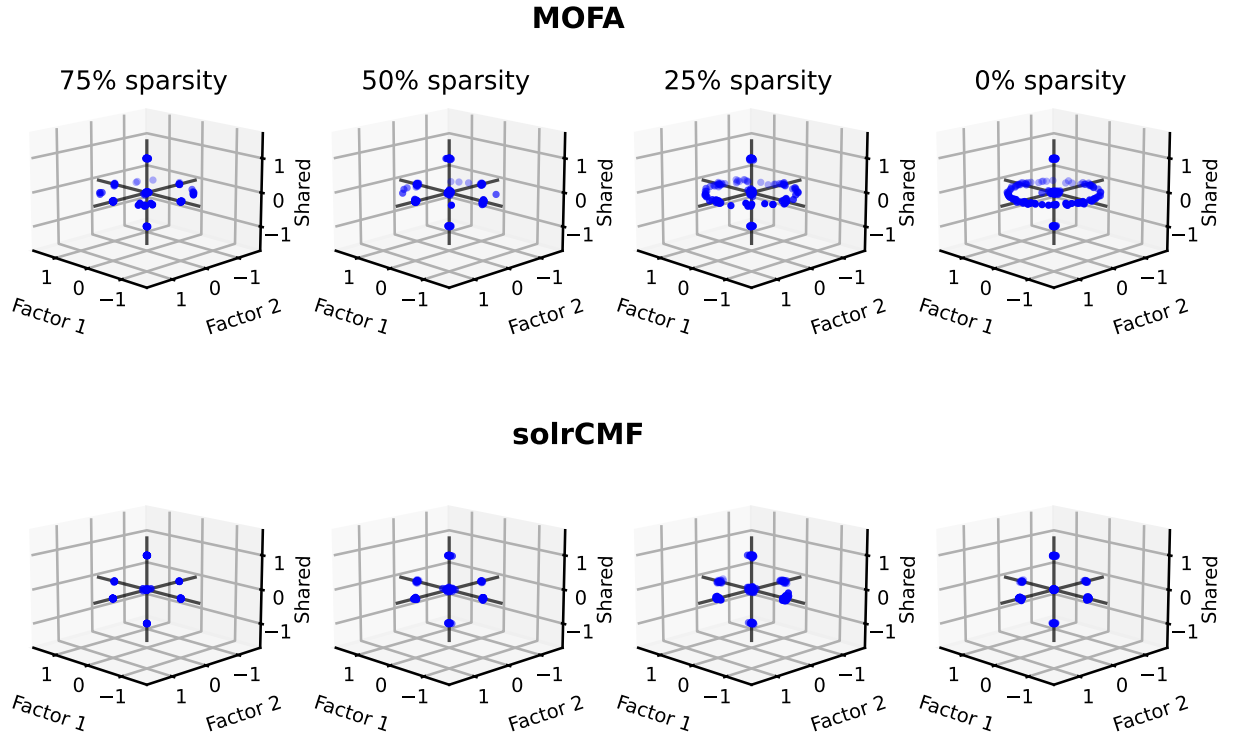 MOFA
75% sparsity
50% sparsity
25% sparsity
0% sparsity
1
0
−1
Shared
1
0
−1
Shared
1
0
−1
Shared
1
0
−1
Shared
1
0
−1
Factor 1
1
0
−1
Factor 2
1
0
−1
Factor 1
1
0
−1
Factor 2
1
0
−1
Factor 1
1
0
−1
Factor 2
1
0
−1
Factor 1
1
0
−1
Factor 2
solrCMF
1
0
−1
Shared
1
0
−1
Shared
1
0
−1
Shared
1
0
−1
Shared
1
0
−1
Factor 1
1
0
−1
Factor 2
1
0
−1
Factor 1
1
0
−1
Factor 2
1
0
−1
Factor 1
1
0
−1
Factor 2
1
0
−1
Factor 1
1
0
−1
Factor 2